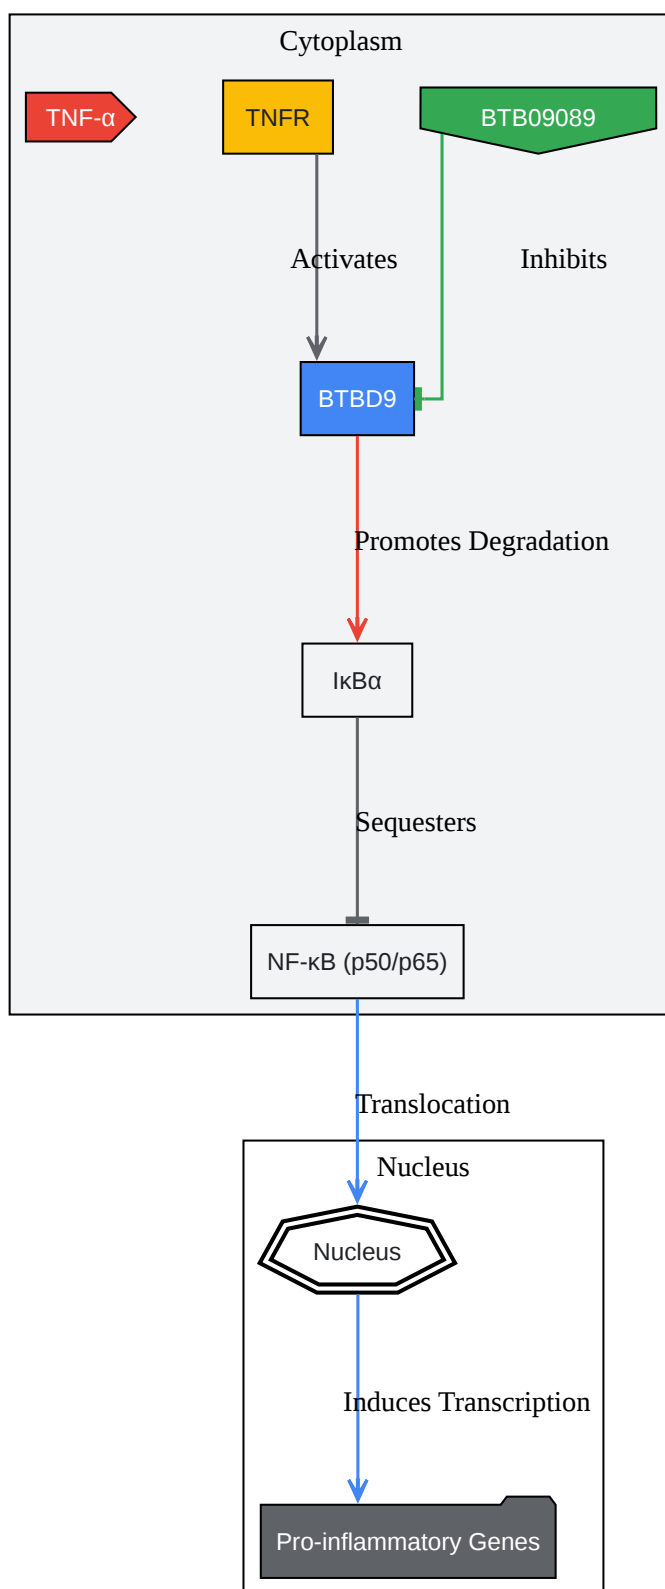 Cytoplasm
TNF-α
TNFR
BTB09089
Activates
Inhibits
BTBD9
Promotes Degradation
IκBα
Sequesters
NF-κB (p50/p65)
Translocation
Nucleus
Nucleus
Induces Transcription
Pro-inflammatory Genes